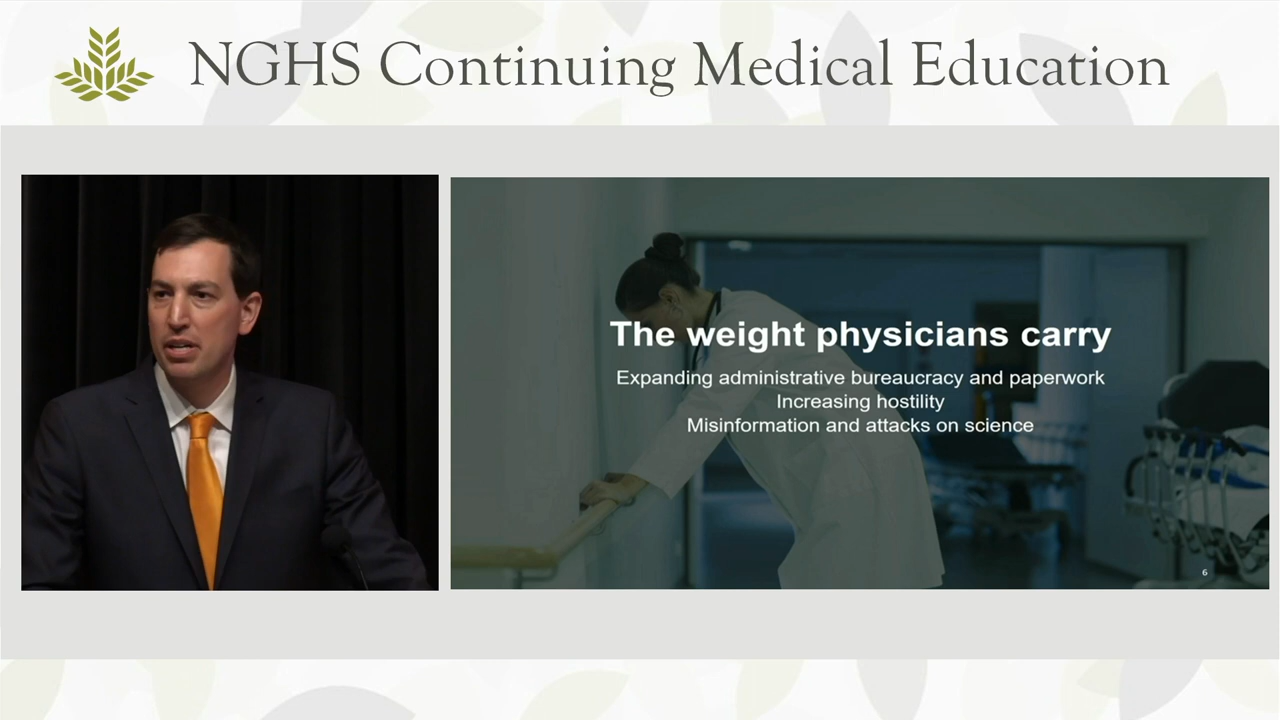 NGHS Continuing Medical Education
The weight physicians carry
Expanding administrative bureaucracy and paperwork
Increasing hostility
Misinformation and attacks on science
6